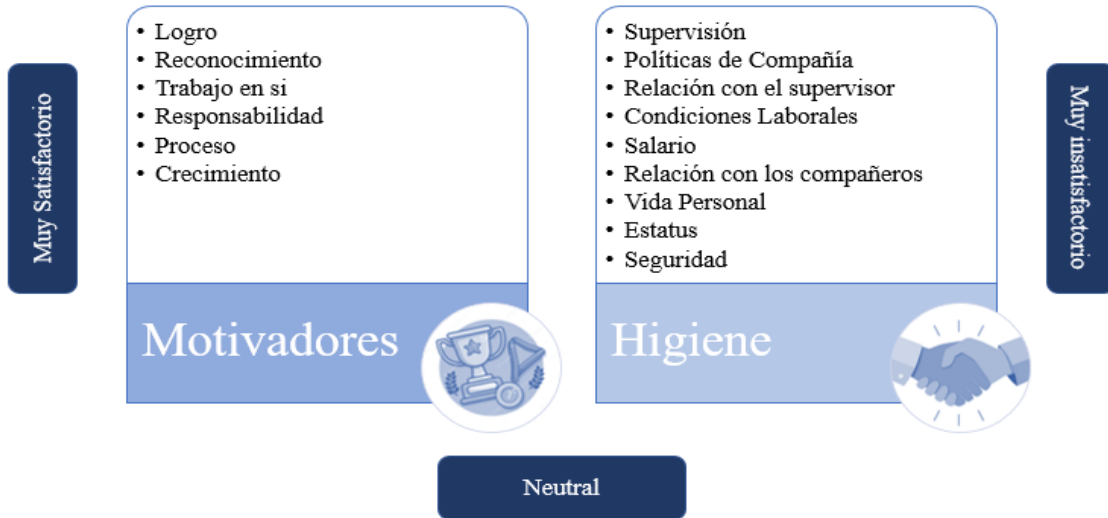 Muy Satisfactorio
• Logro
• Reconocimiento
• Trabajo en si
• Responsabilidad
• Proceso
• Crecimiento
Motivadores
• Supervisión
• Políticas de Compañía
• Relación con el supervisor
• Condiciones Laborales
• Salario
• Relación con los compañeros
• Vida Personal
• Estatus
• Seguridad
Higiene
Muy insatisfactorio
Neutral